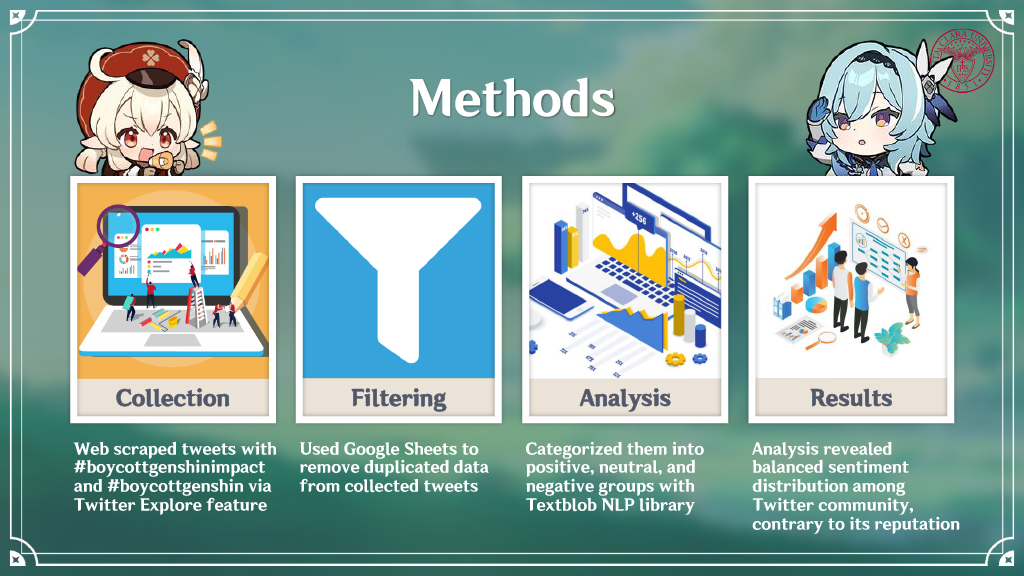 Methods
Collection
Web scraped tweets with
#boycottgenshinimpact
and #boycottgenshin via
Twitter Explore feature
Filtering
Used Google Sheets to
remove duplicated data
from collected tweets
Analysis
Categorized them into
positive, neutral, and
negative groups with
Textblob NLP library
Results
Analysis revealed
balanced sentiment
distribution among
Twitter community,
contrary to its reputation
+256